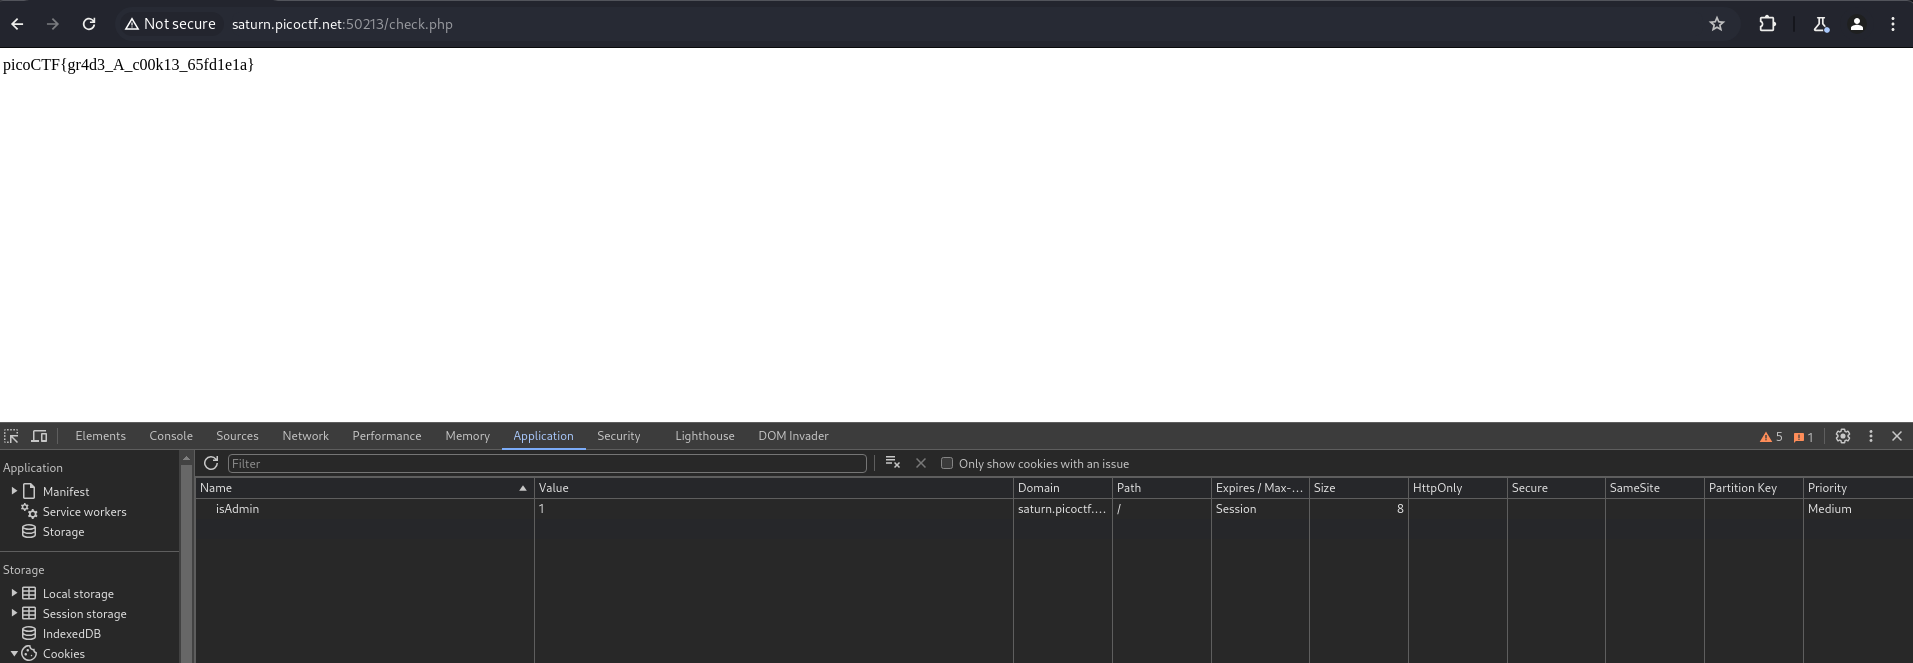 Not secure saturn.picoctf.net:50213/check.php
picoCTF{gr4d3_A_c00k13_65fd1e1a}
Elements Console Sources Network Performance Memory Application Security Lighthouse DOM Invader 5 1
Application
Manifest
Service workers
Storage
Storage
Local storage
Session storage
IndexedDB
Cookies
Filter Only show cookies with an issue
Name Value Domain Path Expires / Max-... Size HttpOnly Secure SameSite Partition Key Priority
isAdmin 1 saturn.picoctf.... / Session 8 Medium